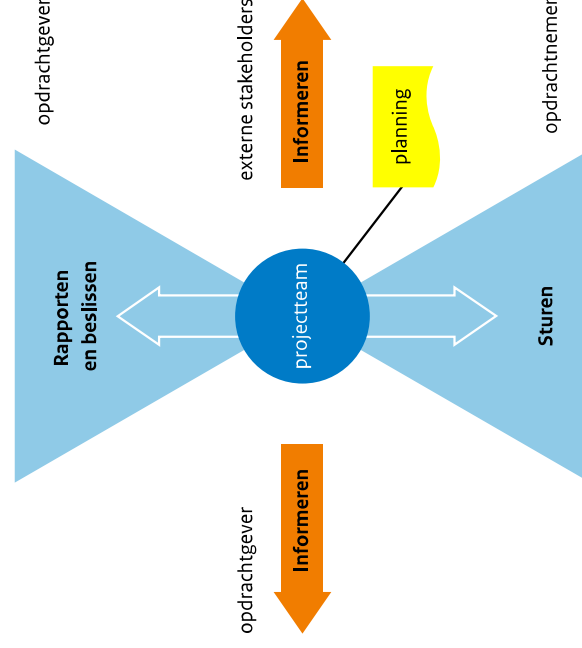 opdrachtgever
Rapporten
en beslissen
opdrachtgever
externe stakeholders
Informeren
projectteam
Informeren
planning
Sturen
opdrachtnemer